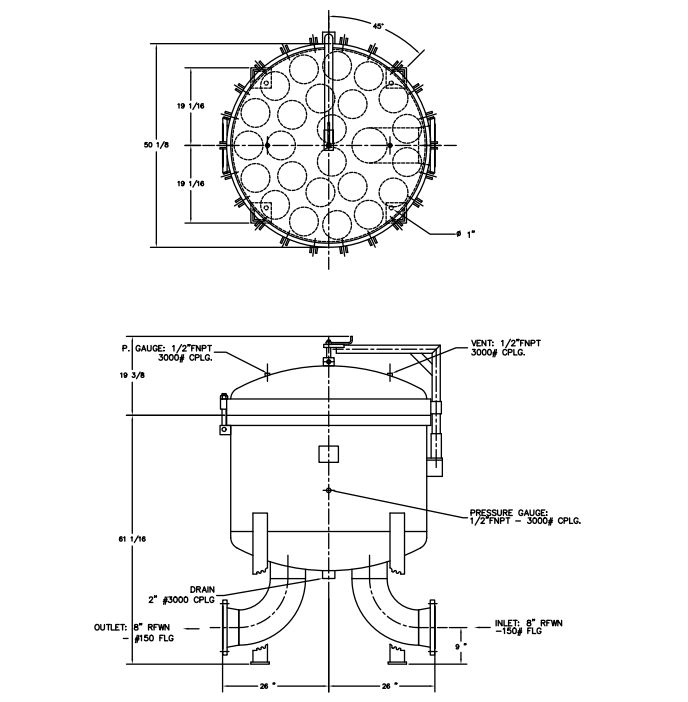 45°
19 1/16
50 1/8
19 1/16
ø 1"
P. GAUGE: 1/2"FNPT
3000# CPLG.
VENT: 1/2"FNPT
3000# CPLG.
19 3/8
PRESSURE GAUGE:
1/2"FNPT - 3000# CPLG.
61 1/16
DRAIN
2" #3000 CPLG
OUTLET: 8" RFWN
- #150 FLG
INLET: 8" RFWN
-150# FLG
9 "
26 "
26 "